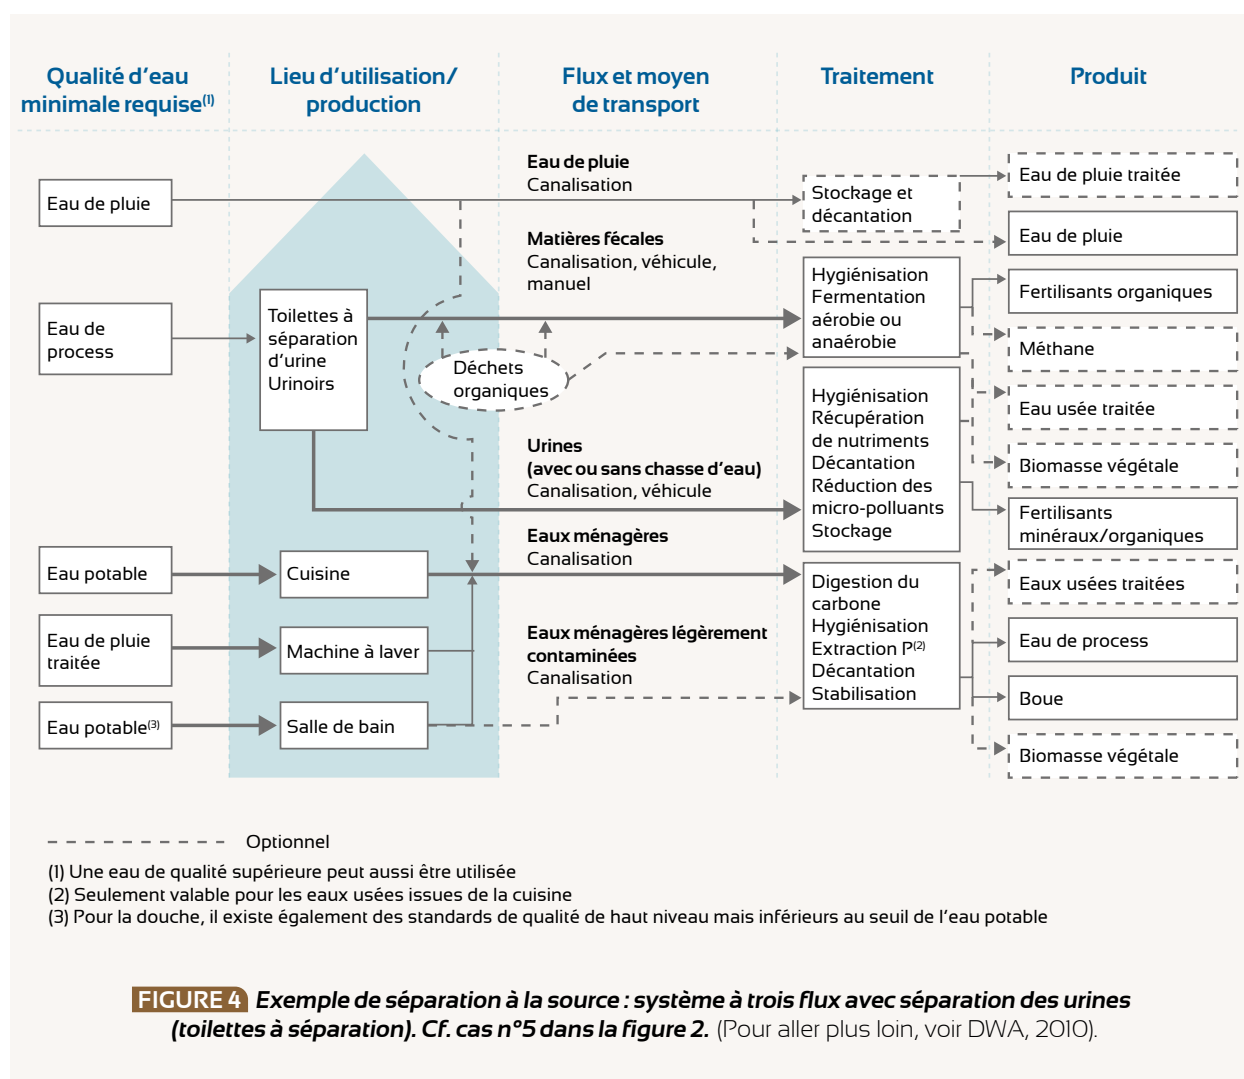 Qualité d'eau
minimale requise(1)
Lieu d'utilisation/
production
Flux et moyen
de transport
Traitement
Produit
Eau de pluie
Eau de
process
Eau potable
Eau de pluie
traitée
Eau potable(3)
Toilettes à
séparation
d'urine
Urinoirs
Cuisine
Machine à laver
Salle de bain
Déchets
organiques
Eau de pluie
Canalisation
Matières fécales
Canalisation, véhicule,
manuel
Urines
(avec ou sans chasse d'eau)
Canalisation, véhicule
Eaux ménagères
Canalisation
Eaux ménagères légèrement
contaminées
Canalisation
Stockage et
décantation
Hygiénisation
Fermentation
aérobie ou
anaérobie
Hygiénisation
Récupération
de nutriments
Décantation
Réduction des
micro-polluants
Stockage
Digestion du
carbone
Hygiénisation
Extraction P(2)
Décantation
Stabilisation
Eau de pluie traitée
Eau de pluie
Fertilisants organiques
Méthane
Eau usée traitée
Biomasse végétale
Fertilisants
minéraux/organiques
Eaux usées traitées
Eau de process
Boue
Biomasse végétale
Optionnel
(1) Une eau de qualité supérieure peut aussi être utilisée
(2) Seulement valable pour les eaux usées issues de la cuisine
(3) Pour la douche, il existe également des standards de qualité de haut niveau mais inférieurs au seuil de l'eau potable
FIGURE 4 Exemple de séparation à la source : système à trois flux avec séparation des urines
(toilettes à séparation). Cf. cas n°5 dans la figure 2. (Pour aller plus loin, voir DWA, 2010).